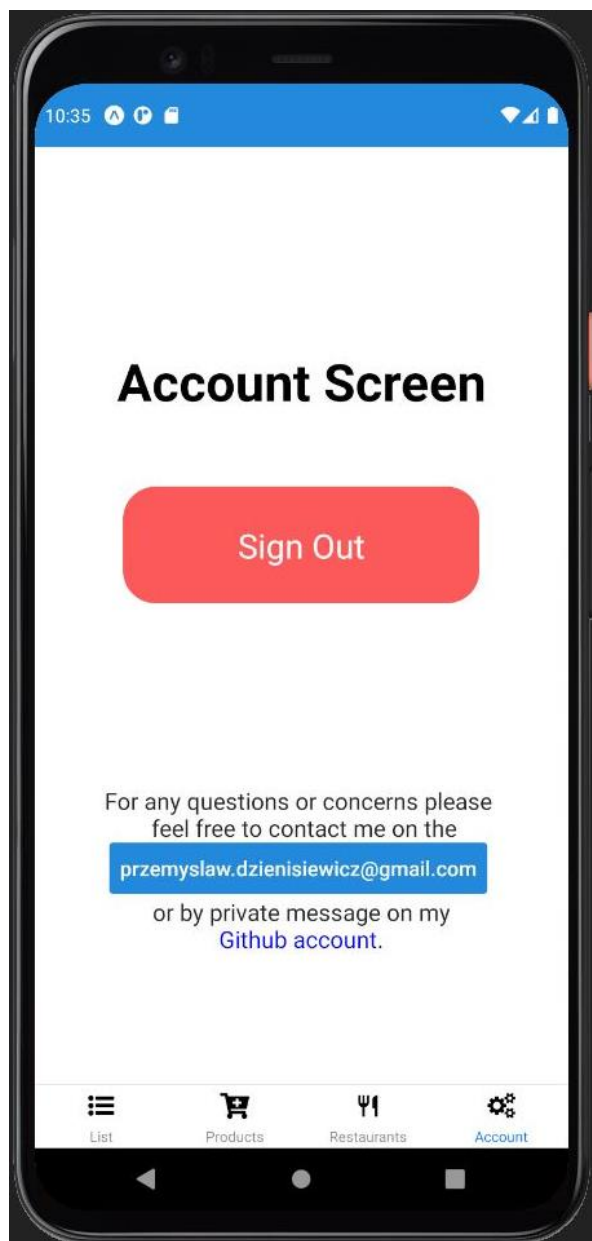 10:35
Account Screen
Sign Out
For any questions or concerns please
feel free to contact me on the
przemyslaw.dzienisiewicz@gmail.com
or by private message on my
Github account.
List Products Restaurants Account